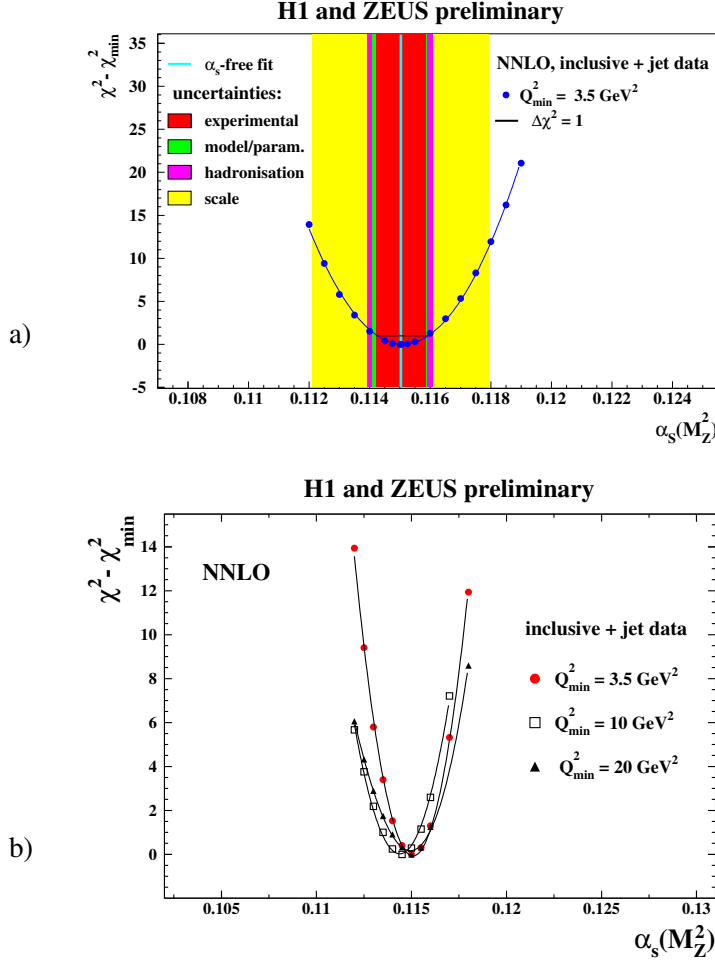 H1 and ZEUS preliminary
χ² - χ²min
35
30
25
20
15
10
5
0
-5
αs-free fit
uncertainties:
experimental
model/param.
hadronisation
scale
NNLO, inclusive + jet data
Q²min = 3.5 GeV²
Δχ² = 1
0.108 0.11 0.112 0.114 0.116 0.118 0.12 0.122 0.124
αS(M²Z)
a)
H1 and ZEUS preliminary
χ² - χ²min
14
12
10
8
6
4
2
0
NNLO
inclusive + jet data
Q²min = 3.5 GeV²
Q²min = 10 GeV²
Q²min = 20 GeV²
0.105 0.11 0.115 0.12 0.125 0.13
αs(M²Z)
b)